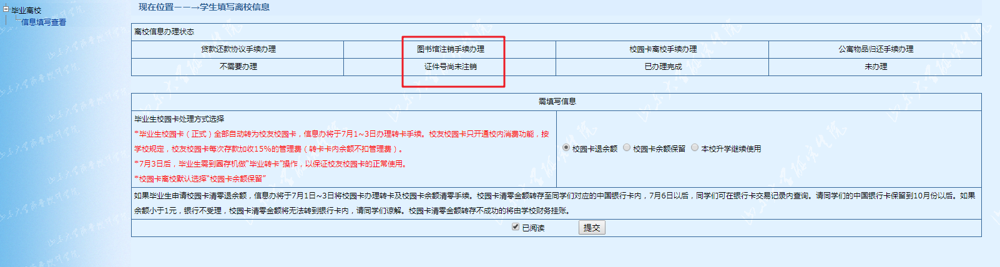 毕业离校
信息填写查看
现在位置——→学生填写离校信息
离校信息办理状态
贷款还款协议手续办理 图书馆注销手续办理 校园卡离校手续办理 公寓物品归还手续办理
不需要办理 证件号尚未注销 已办理完成 未办理
需填写信息
毕业生校园卡处理方式选择
*毕业生校园卡（正式）全部自动转为校友校园卡，信息办将于7月1~3日办理转卡手续。校友校园卡只开通校内消费功能，按
学校规定，校友校园卡每次存款加收15%的管理费（转卡卡内余额不扣管理费）。
*7月3日后，毕业生需到圈存机做“毕业转卡”操作，以保证校友校园卡的正常使用。
*校园卡离校默认选择“校园卡余额保留”
校园卡退余额 校园卡余额保留 本校升学继续使用
如果毕业生申请校园卡清零退余额，信息办将于7月1日~3日将校园卡办理转卡及校园卡余额清零手续。校园卡清零金额转存至同学们对应的中国银行卡内，7月6日以后，同学们可在银行卡交易记录内查询。请同学们的中国银行卡保留到10月份以后。如果
余额小于1元，银行不受理，校园卡清零金额将无法转到银行卡内，请同学们谅解。校园卡清零金额转存不成功的将由学校财务挂账。
已阅读 提交